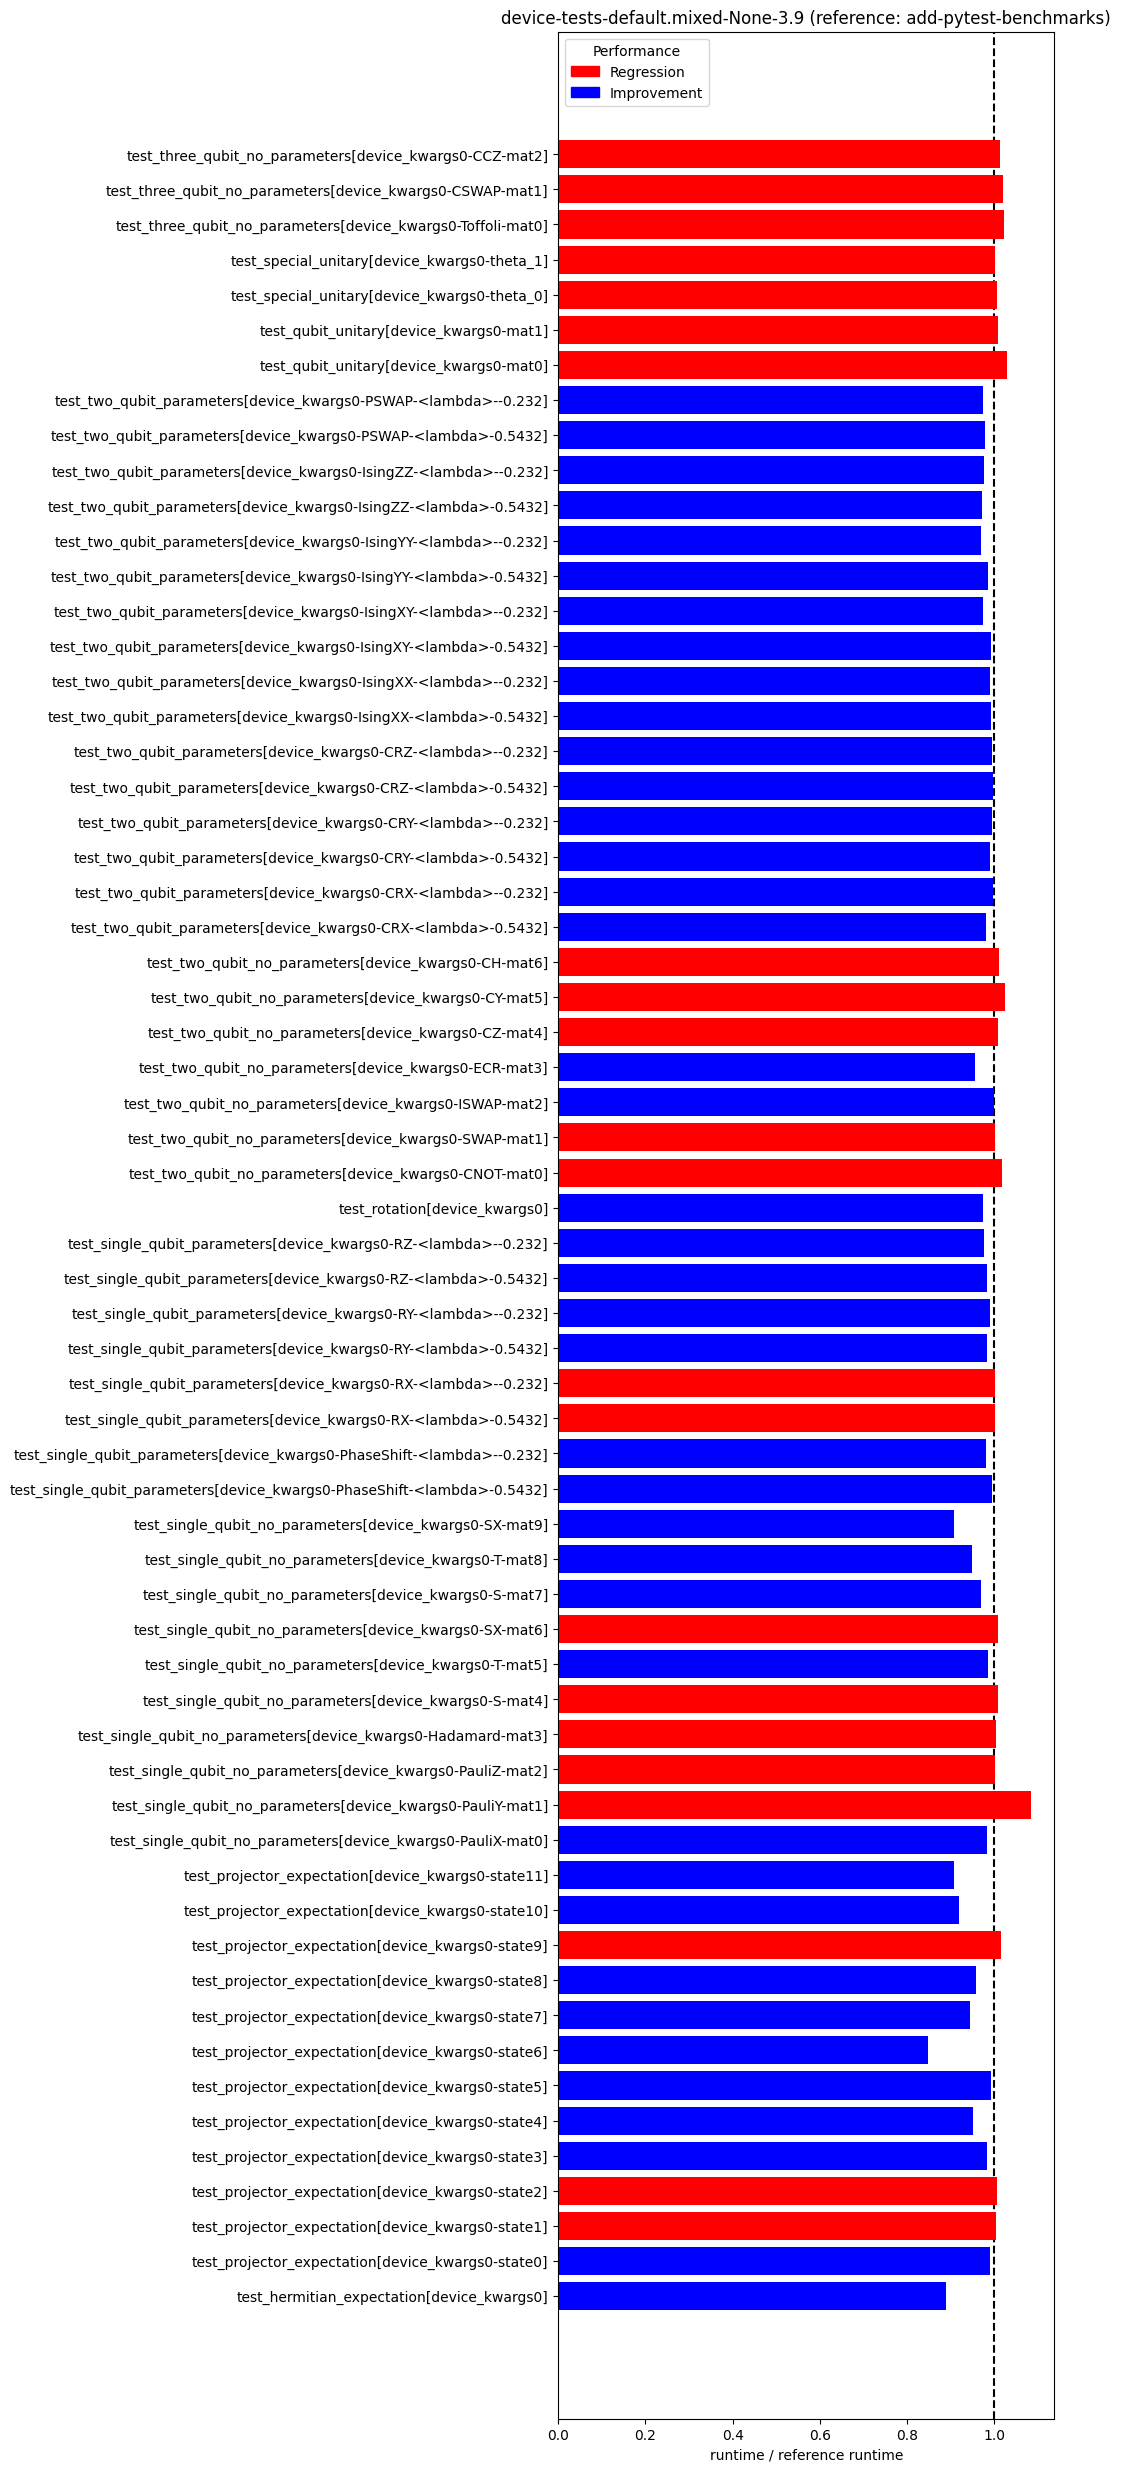 device-tests-default.mixed-None-3.9 (reference: add-pytest-benchmarks)
Performance
Regression
Improvement
test_three_qubit_no_parameters[device_kwargs0-CCZ-mat2]
test_three_qubit_no_parameters[device_kwargs0-CSWAP-mat1]
test_three_qubit_no_parameters[device_kwargs0-Toffoli-mat0]
test_special_unitary[device_kwargs0-theta_1]
test_special_unitary[device_kwargs0-theta_0]
test_qubit_unitary[device_kwargs0-mat1]
test_qubit_unitary[device_kwargs0-mat0]
test_two_qubit_parameters[device_kwargs0-PSWAP-<lambda>--0.232]
test_two_qubit_parameters[device_kwargs0-PSWAP-<lambda>-0.5432]
test_two_qubit_parameters[device_kwargs0-IsingZZ-<lambda>--0.232]
test_two_qubit_parameters[device_kwargs0-IsingZZ-<lambda>-0.5432]
test_two_qubit_parameters[device_kwargs0-IsingYY-<lambda>--0.232]
test_two_qubit_parameters[device_kwargs0-IsingYY-<lambda>-0.5432]
test_two_qubit_parameters[device_kwargs0-IsingXY-<lambda>--0.232]
test_two_qubit_parameters[device_kwargs0-IsingXY-<lambda>-0.5432]
test_two_qubit_parameters[device_kwargs0-IsingXX-<lambda>--0.232]
test_two_qubit_parameters[device_kwargs0-IsingXX-<lambda>-0.5432]
test_two_qubit_parameters[device_kwargs0-CRZ-<lambda>--0.232]
test_two_qubit_parameters[device_kwargs0-CRZ-<lambda>-0.5432]
test_two_qubit_parameters[device_kwargs0-CRY-<lambda>--0.232]
test_two_qubit_parameters[device_kwargs0-CRY-<lambda>-0.5432]
test_two_qubit_parameters[device_kwargs0-CRX-<lambda>--0.232]
test_two_qubit_parameters[device_kwargs0-CRX-<lambda>-0.5432]
test_two_qubit_no_parameters[device_kwargs0-CH-mat6]
test_two_qubit_no_parameters[device_kwargs0-CY-mat5]
test_two_qubit_no_parameters[device_kwargs0-CZ-mat4]
test_two_qubit_no_parameters[device_kwargs0-ECR-mat3]
test_two_qubit_no_parameters[device_kwargs0-ISWAP-mat2]
test_two_qubit_no_parameters[device_kwargs0-SWAP-mat1]
test_two_qubit_no_parameters[device_kwargs0-CNOT-mat0]
test_rotation[device_kwargs0]
test_single_qubit_parameters[device_kwargs0-RZ-<lambda>--0.232]
test_single_qubit_parameters[device_kwargs0-RZ-<lambda>-0.5432]
test_single_qubit_parameters[device_kwargs0-RY-<lambda>--0.232]
test_single_qubit_parameters[device_kwargs0-RY-<lambda>-0.5432]
test_single_qubit_parameters[device_kwargs0-RX-<lambda>--0.232]
test_single_qubit_parameters[device_kwargs0-RX-<lambda>-0.5432]
test_single_qubit_parameters[device_kwargs0-PhaseShift-<lambda>--0.232]
test_single_qubit_parameters[device_kwargs0-PhaseShift-<lambda>-0.5432]
test_single_qubit_no_parameters[device_kwargs0-SX-mat9]
test_single_qubit_no_parameters[device_kwargs0-T-mat8]
test_single_qubit_no_parameters[device_kwargs0-S-mat7]
test_single_qubit_no_parameters[device_kwargs0-SX-mat6]
test_single_qubit_no_parameters[device_kwargs0-T-mat5]
test_single_qubit_no_parameters[device_kwargs0-S-mat4]
test_single_qubit_no_parameters[device_kwargs0-Hadamard-mat3]
test_single_qubit_no_parameters[device_kwargs0-PauliZ-mat2]
test_single_qubit_no_parameters[device_kwargs0-PauliY-mat1]
test_single_qubit_no_parameters[device_kwargs0-PauliX-mat0]
test_projector_expectation[device_kwargs0-state11]
test_projector_expectation[device_kwargs0-state10]
test_projector_expectation[device_kwargs0-state9]
test_projector_expectation[device_kwargs0-state8]
test_projector_expectation[device_kwargs0-state7]
test_projector_expectation[device_kwargs0-state6]
test_projector_expectation[device_kwargs0-state5]
test_projector_expectation[device_kwargs0-state4]
test_projector_expectation[device_kwargs0-state3]
test_projector_expectation[device_kwargs0-state2]
test_projector_expectation[device_kwargs0-state1]
test_projector_expectation[device_kwargs0-state0]
test_hermitian_expectation[device_kwargs0]
0.0 0.2 0.4 0.6 0.8 1.0
runtime / reference runtime